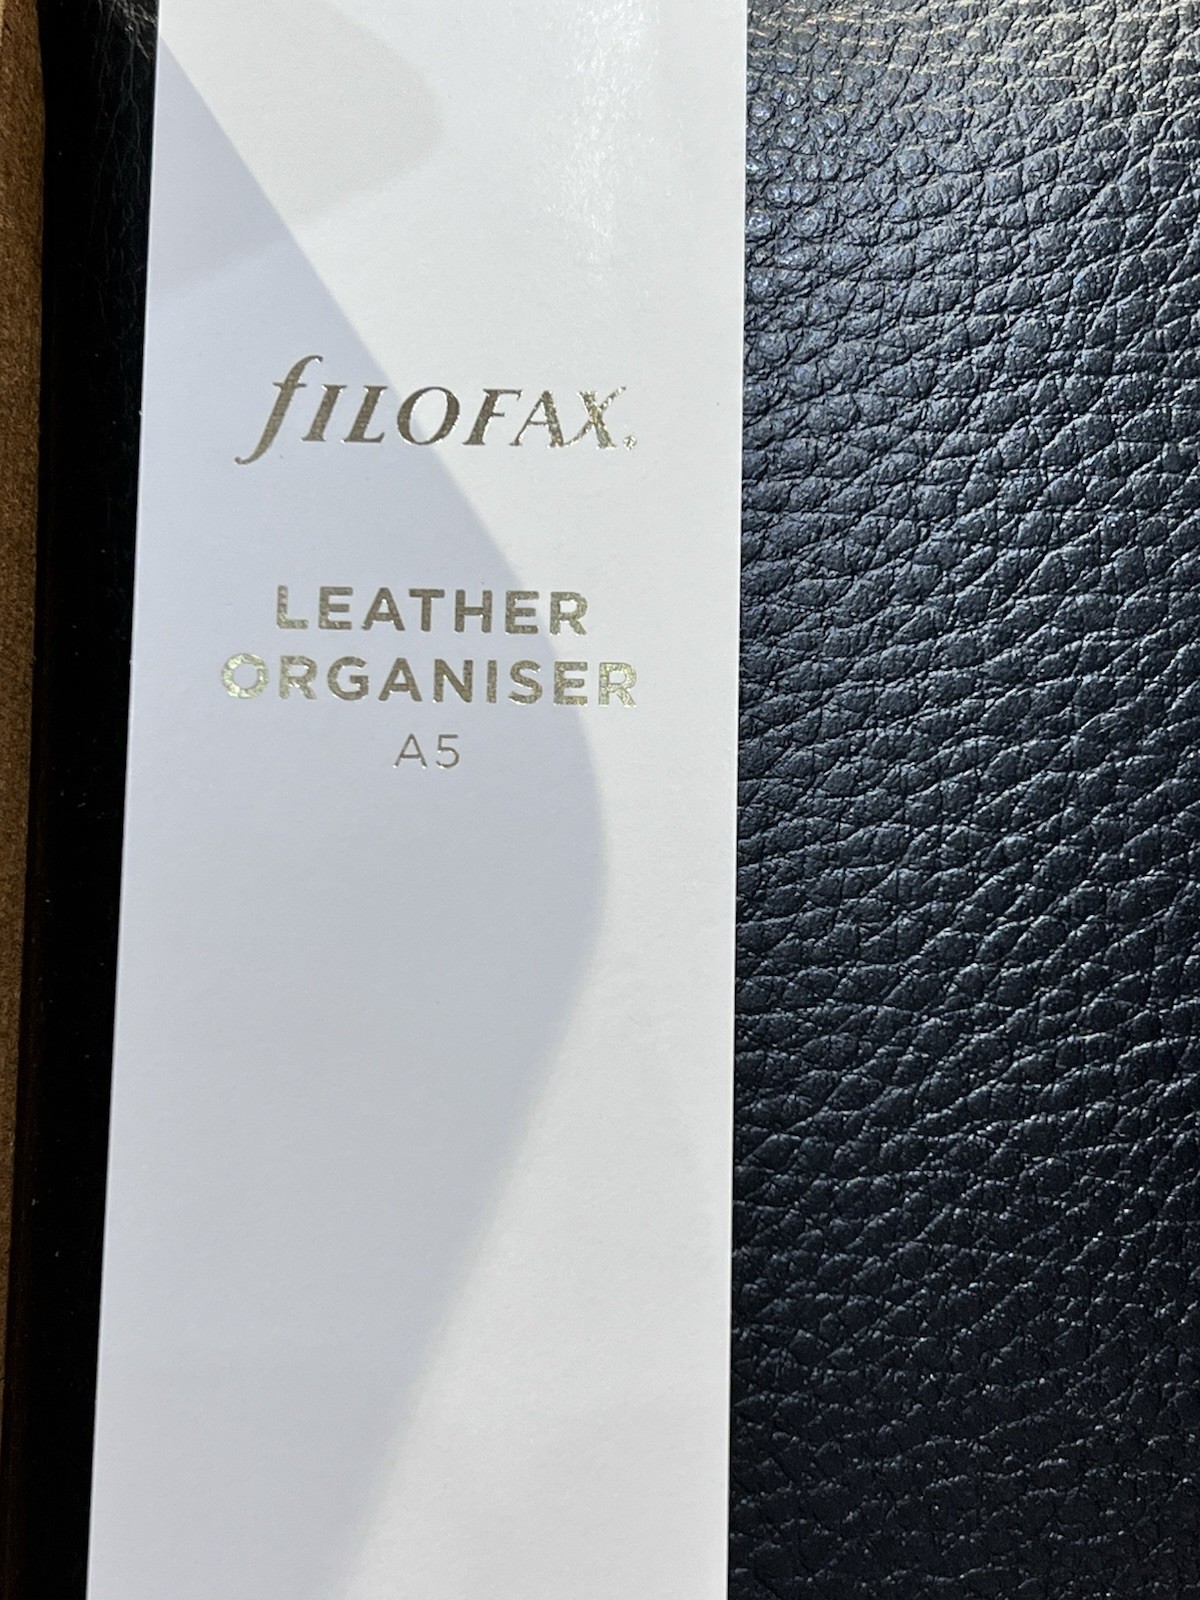 fILOFAX.
LEATHER
ORGANISER
A5